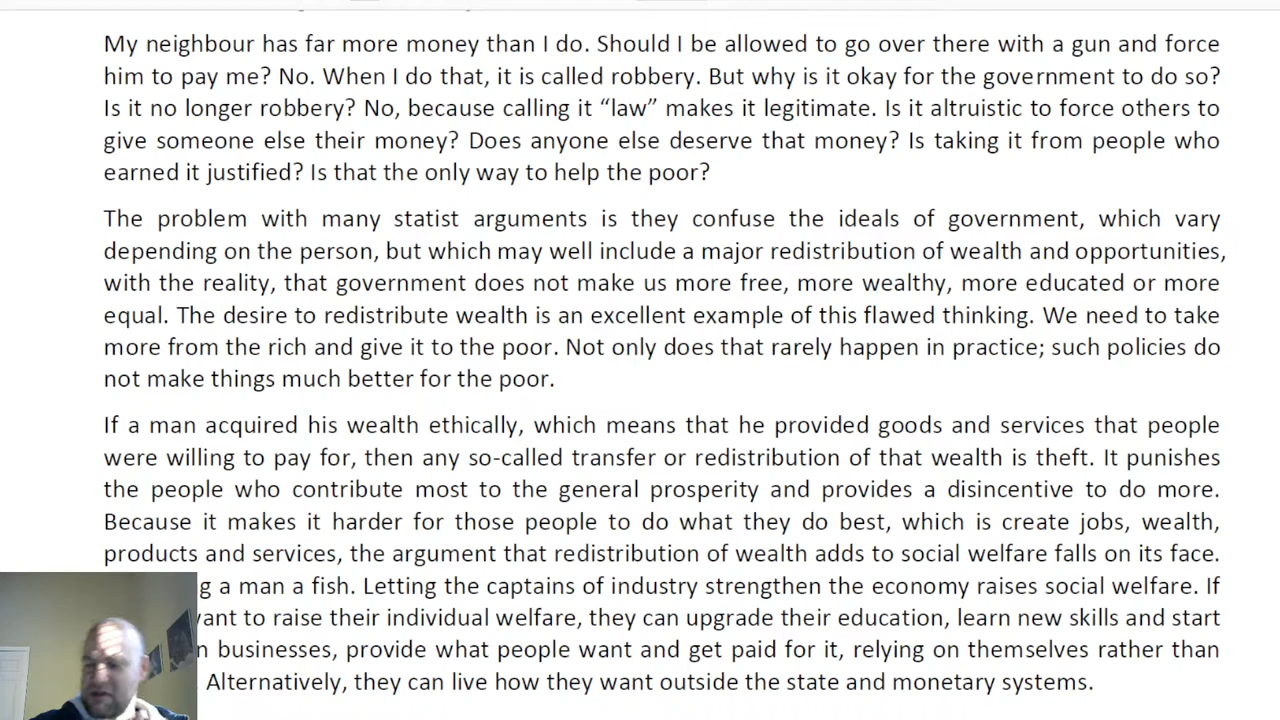 My neighbour has far more money than I do. Should I be allowed to go over there with a gun and force
him to pay me? No. When I do that, it is called robbery. But why is it okay for the government to do so?
Is it no longer robbery? No, because calling it “law” makes it legitimate. Is it altruistic to force others to
give someone else their money? Does anyone else deserve that money? Is taking it from people who
earned it justified? Is that the only way to help the poor?
The problem with many statist arguments is they confuse the ideals of government, which vary
depending on the person, but which may well include a major redistribution of wealth and opportunities,
with the reality, that government does not make us more free, more wealthy, more educated or more
equal. The desire to redistribute wealth is an excellent example of this flawed thinking. We need to take
more from the rich and give it to the poor. Not only does that rarely happen in practice; such policies do
not make things much better for the poor.
If a man acquired his wealth ethically, which means that he provided goods and services that people
were willing to pay for, then any so-called transfer or redistribution of that wealth is theft. It punishes
the people who contribute most to the general prosperity and provides a disincentive to do more.
Because it makes it harder for those people to do what they do best, which is create jobs, wealth,
products and services, the argument that redistribution of wealth adds to social welfare falls on its face.
a man a fish. Letting the captains of industry strengthen the economy raises social welfare. If
to raise their individual welfare, they can upgrade their education, learn new skills and start
businesses, provide what people want and get paid for it, relying on themselves rather than
Alternatively, they can live how they want outside the state and monetary systems.